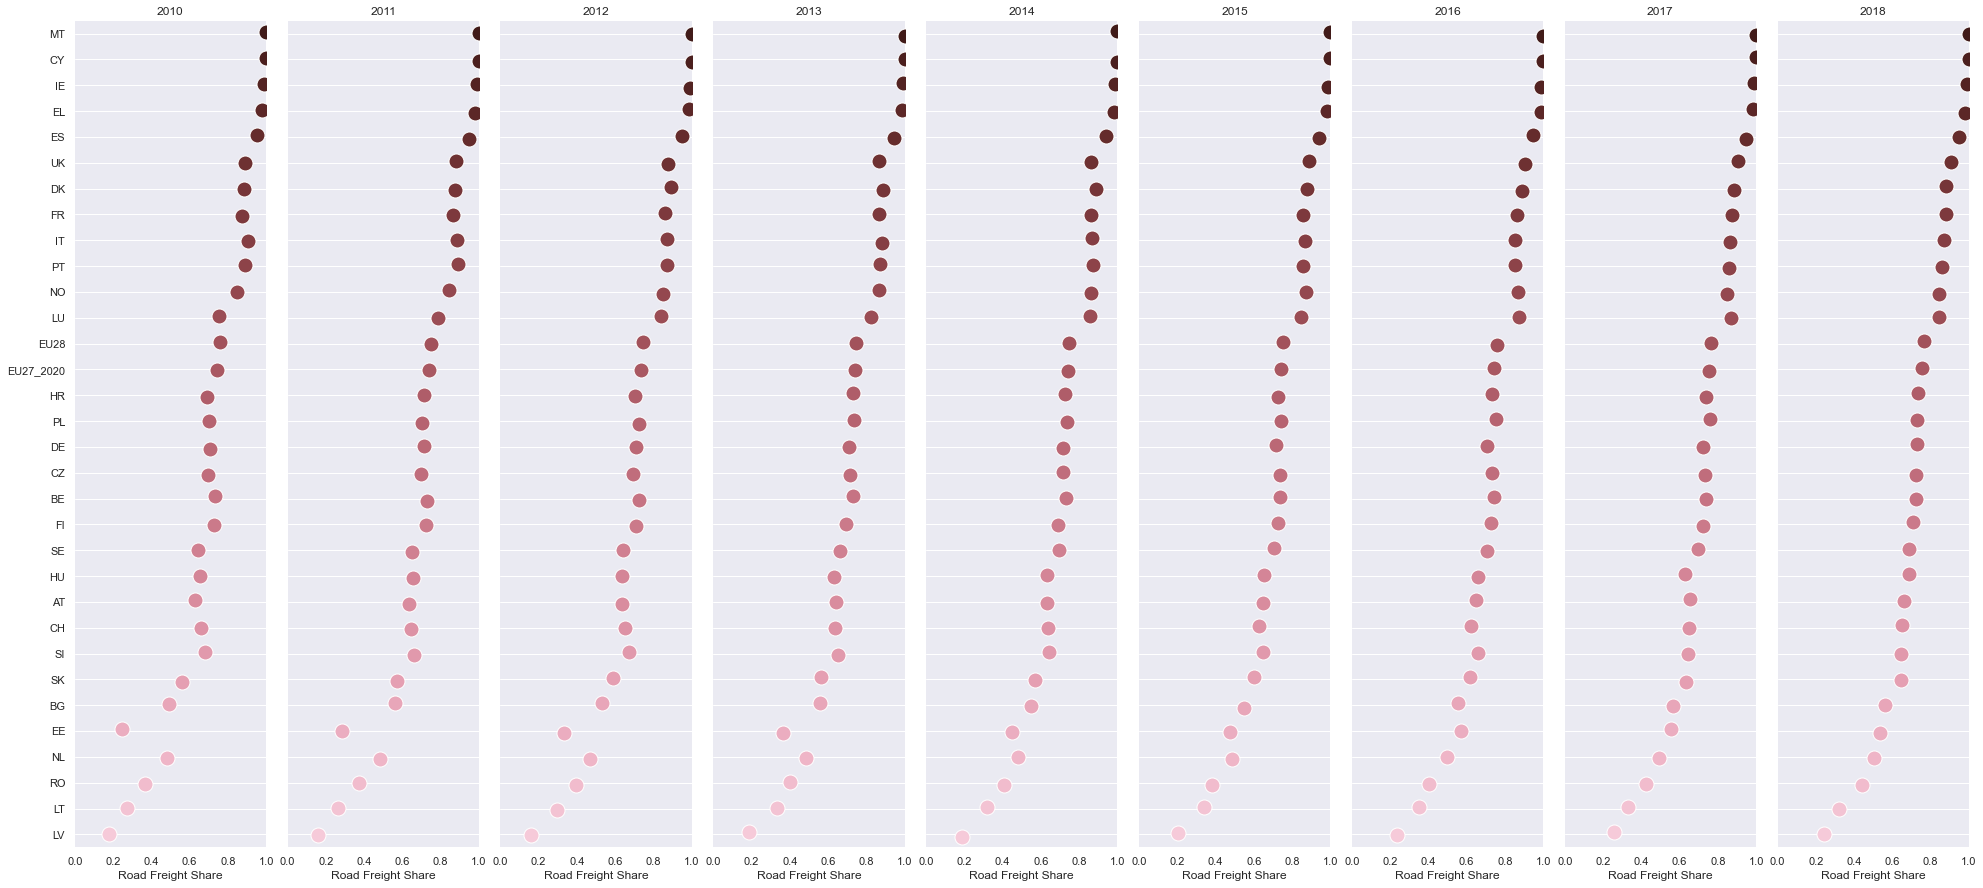 2010 2011 2012 2013 2014 2015 2016 2017 2018
MT
CY
IE
EL
ES
UK
DK
FR
IT
PT
NO
LU
EU28
EU27_2020
HR
PL
DE
CZ
BE
FI
SE
HU
AT
CH
SI
SK
BG
EE
NL
RO
LT
LV
0.0 0.2 0.4 0.6 0.8 1.0 0.0 0.2 0.4 0.6 0.8 1.0 0.0 0.2 0.4 0.6 0.8 1.0 0.0 0.2 0.4 0.6 0.8 1.0 0.0 0.2 0.4 0.6 0.8 1.0 0.0 0.2 0.4 0.6 0.8 1.0 0.0 0.2 0.4 0.6 0.8 1.0 0.0 0.2 0.4 0.6 0.8 1.0 0.0 0.2 0.4 0.6 0.8 1.0
Road Freight Share Road Freight Share Road Freight Share Road Freight Share Road Freight Share Road Freight Share Road Freight Share Road Freight Share Road Freight Share